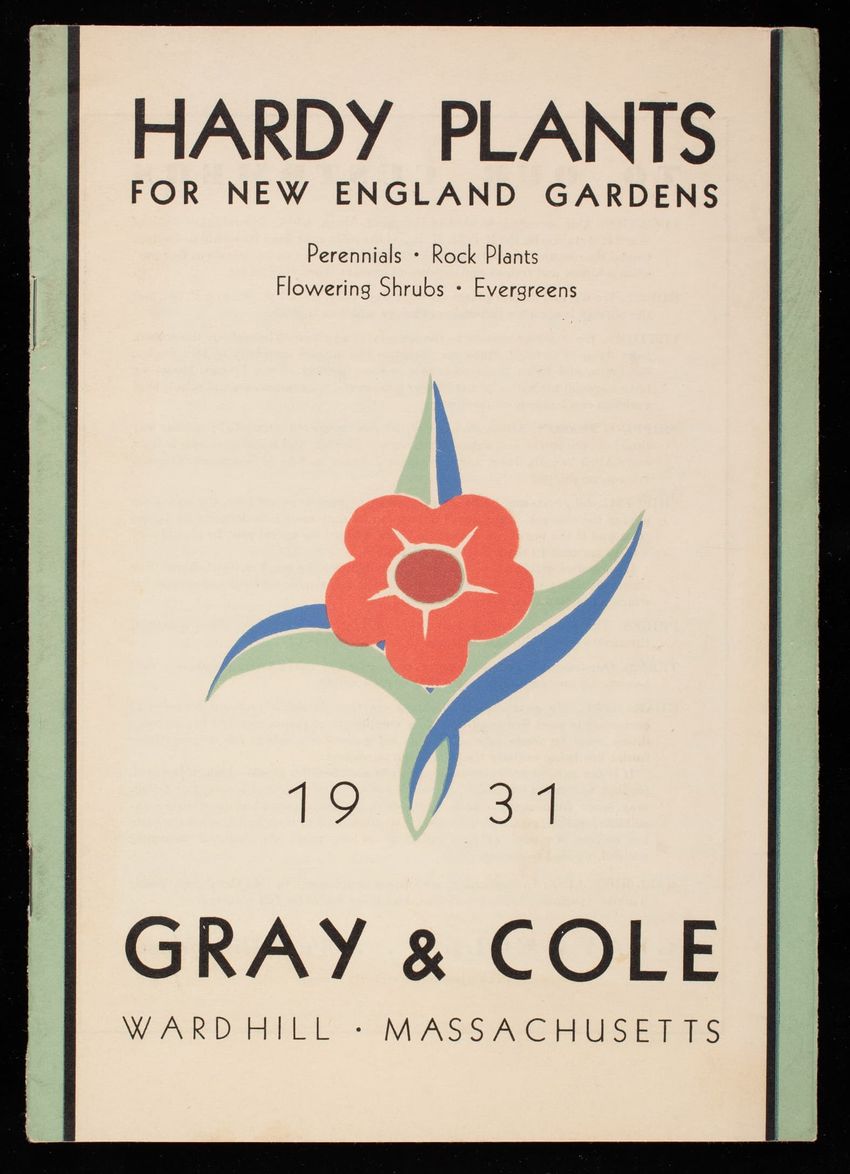 HARDY PLANTS
FOR NEW ENGLAND GARDENS
Perennials • Rock Plants
Flowering Shrubs • Evergreens
19 31
GRAY & COLE
WARD HILL • MASSACHUSETTS